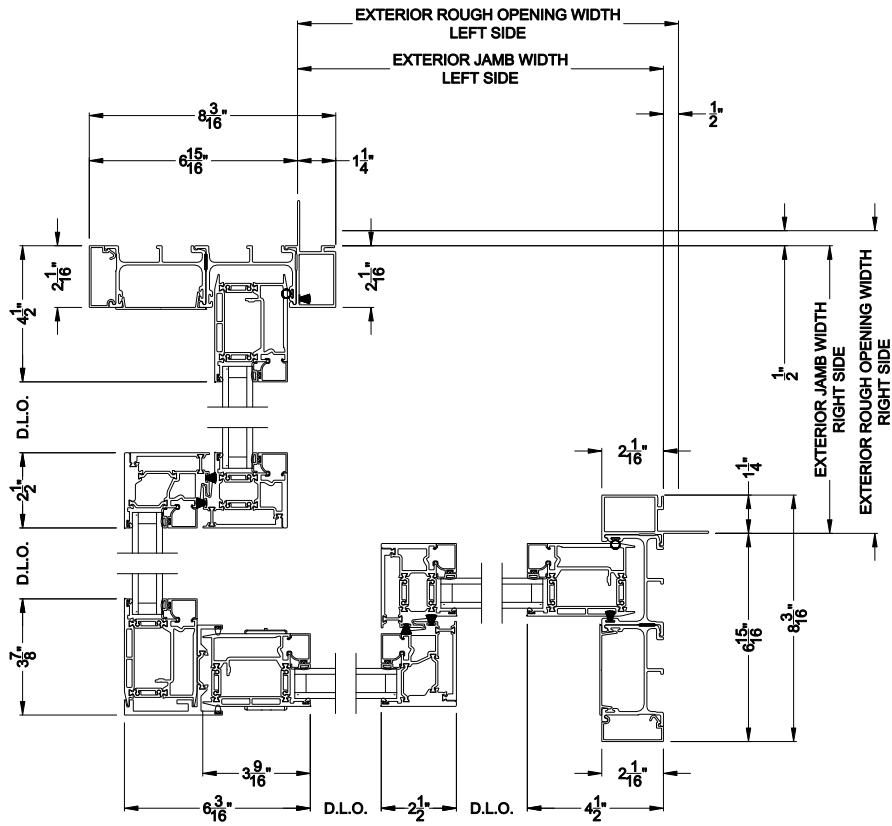 EXTERIOR ROUGH OPENING WIDTH
LEFT SIDE
EXTERIOR JAMB WIDTH
LEFT SIDE
8 3/16"
1/2"
6 15/16"
1 1/4"
2 1/16"
2 1/16"
4 1/2"
1/2"
EXTERIOR JAMB WIDTH
RIGHT SIDE
EXTERIOR ROUGH OPENING WIDTH
RIGHT SIDE
D.L.O.
2 1/16"
1 1/4"
2 1/2"
D.L.O.
8 3/16"
6 15/16"
3 7/8"
3 9/16"
2 1/16"
6 3/16"
D.L.O.
2 1/2"
D.L.O.
4 1/2"